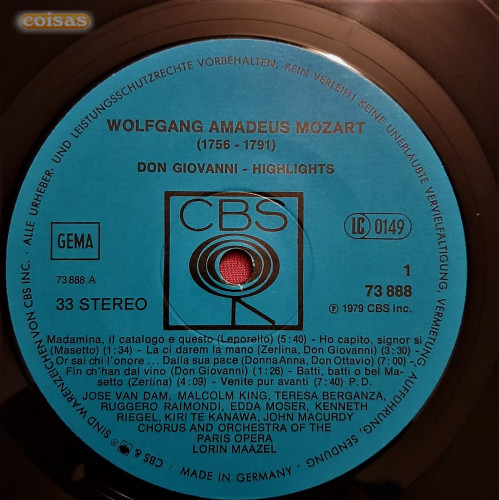 coisas
ALLE URHEBER- UND LEISTUNGSSCHUTZRECHTE VORBEHALTEN, KEIN VERLEIH! KEINE UNERLAUBTE VERVIELFÄLTIGUNG, VERMIETUNG, AUFFÜHRUNG, SENDUNG
WOLFGANG AMADEUS MOZART
(1756 - 1791)
DON GIOVANNI - HIGHLIGHTS
CBS
GEMA
LC 0149
73 888 A
1
73 888
33 STEREO
℗ 1979 CBS Inc.
Madamina, il catalogo e questo (Leporello) (5:40) - Ho capito, signor si
(Masetto) (1:34) - La ci darem la mano (Zerlina, Don Giovanni) (3:30) -
Or sai chi l'onore ... Dalla sua pace (Donna Anna, Don Ottavio) (7:00) -
Fin ch'han dal vino (Don Giovanni) (1:26) - Batti, batti o bel Ma-
setto (Zerlina) (4:09) - Venite pur avanti (7:40) P. D.
JOSE VAN DAM, MALCOLM KING, TERESA BERGANZA,
RUGGERO RAIMONDI, EDDA MOSER, KENNETH
RIEGEL, KIRI TE KANAWA, JOHN MACURDY
CHORUS AND ORCHESTRA OF THE
PARIS OPERA
LORIN MAAZEL
CBS & SIND WARENZEICHEN VON CBS INC.
MADE IN GERMANY